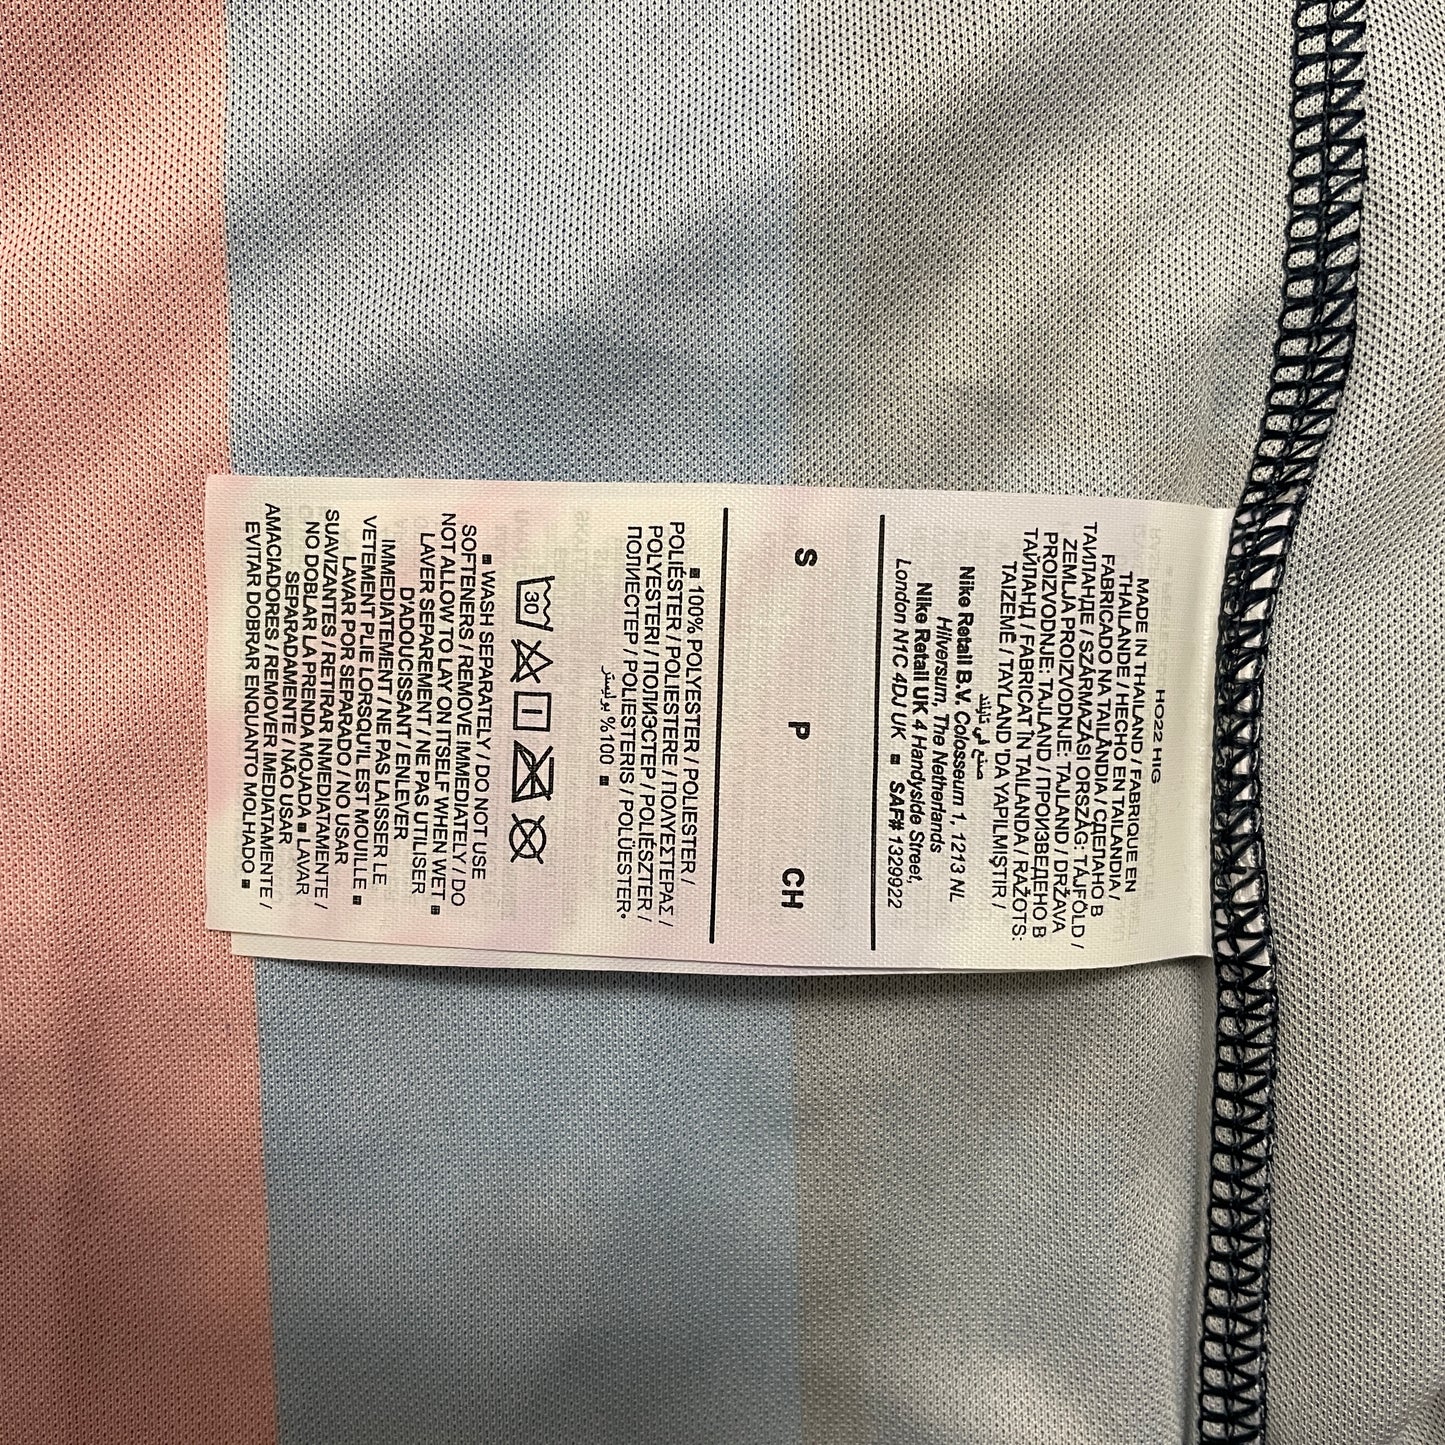 HO22 HIG
MADE IN THAILAND / FABRIQUE EN
THAILANDE / HECHO EN TAILANDIA /
FABRICADO NA TAILÂNDIA / СДЕЛАНО В
ТАИЛАНДЕ / SZÁRMAZÁSI ORSZÁG: TÁJFÖLD /
ZEMLJA PROIZVODNJE: TAJLAND / DRŽAVA
PROIZVODNJE: TAJLAND / ПРОИЗВЕДЕНО В
ТАЙЛАНД / FABRICAT ÎN TAILANDA / RAŽOTS:
TAIZEMĒ / TAYLAND'DA YAPILMIŞTIR /
صنع في تايلند
Nike Retail B.V. Colosseum 1, 1213 NL
Hilversum, The Netherlands
Nike Retail UK 4 Handyside Street,
London N1C 4DJ UK ▪ SAF# 1329922
S P CH
▪ 100% POLYESTER / POLIESTER /
POLIÉSTER / POLIESTERE / ΠΟΛΥΕΣΤΕΡΑΣ /
POLYESTERI / ПОЛИЭСТЕР / POLIÉSZTER /
ПОЛИЕСТЕР / POLIESTERIS / POLÜESTER▪
100% بوليستر ▪
30
▪ WASH SEPARATELY / DO NOT USE
SOFTENERS / REMOVE IMMEDIATELY / DO
NOT ALLOW TO LAY ON ITSELF WHEN WET ▪
LAVER SEPAREMENT / NE PAS UTILISER
D'ADOUCISSANT / ENLEVER
IMMEDIATEMENT / NE PAS LAISSER LE
VETEMENT PLIE LORSQU'IL EST MOUILLE ▪
LAVAR POR SEPARADO / NO USAR
SUAVIZANTES / RETIRAR INMEDIATAMENTE /
NO DOBLAR LA PRENDA MOJADA ▪ LAVAR
SEPARADAMENTE / NÃO USAR
AMACIADORES / REMOVER IMEDIATAMENTE /
EVITAR DOBRAR ENQUANTO MOLHADO ▪